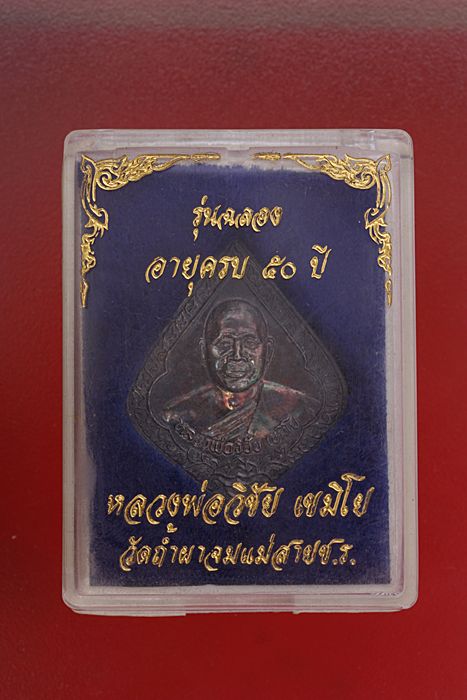 รุ่นฉลอง
อายุครบ ๕๐ ปี
หลวงพ่อวิชัย เขมิโย
วัดถ้ำผาจมแม่สายช.ร.